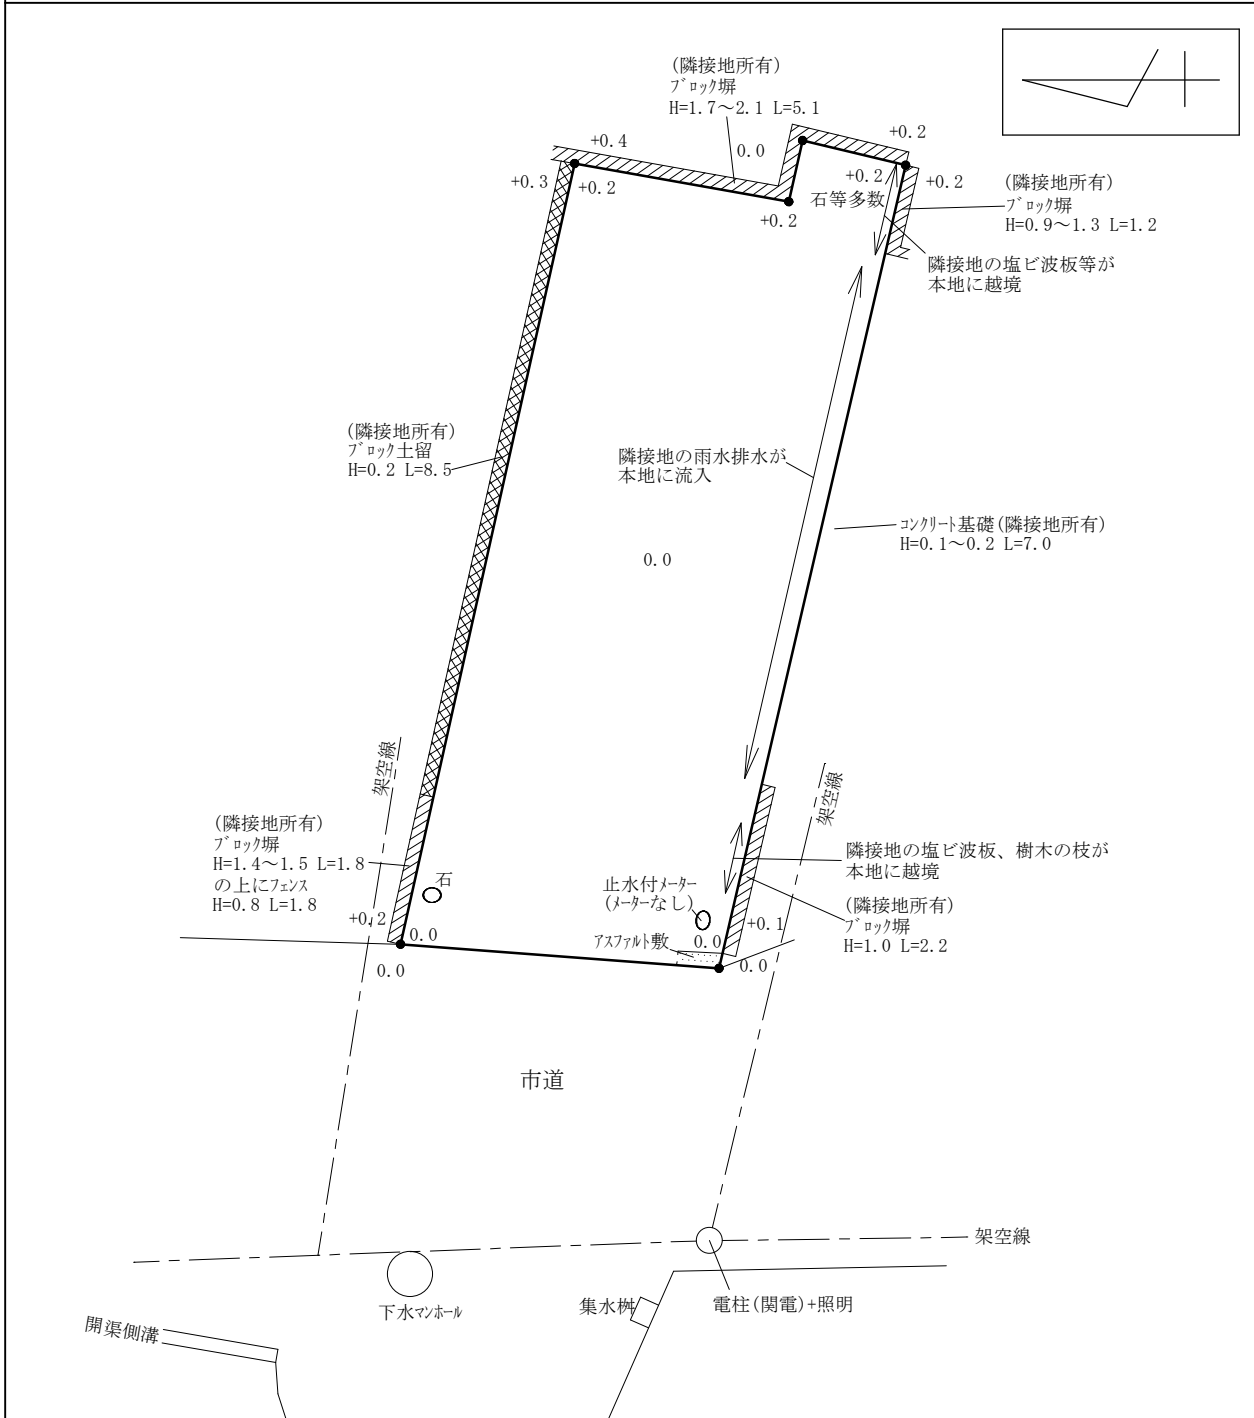 (隣接地所有)
ブロック塀
H=1.7～2.1 L=5.1
+0.4
0.0
+0.2
+0.3
+0.2
+0.2
石等多数
+0.2
+0.2
(隣接地所有)
ブロック塀
H=0.9～1.3 L=1.2
隣接地の塩ビ波板等が
本地に越境
(隣接地所有)
ブロック土留
H=0.2 L=8.5
隣接地の雨水排水が
本地に流入
コンクリート基礎(隣接地所有)
H=0.1～0.2 L=7.0
0.0
架空線
架空線
(隣接地所有)
ブロック塀
H=1.4～1.5 L=1.8
の上にフェンス
H=0.8 L=1.8
石
止水付メーター
(メーターなし)
隣接地の塩ビ波板、樹木の枝が
本地に越境
(隣接地所有)
ブロック塀
H=1.0 L=2.2
+0.2
0.0
0.0
アスファルト敷
0.0
+0.1
0.0
市道
架空線
下水マンホール
集水桝
電柱(関電)+照明
開渠側溝